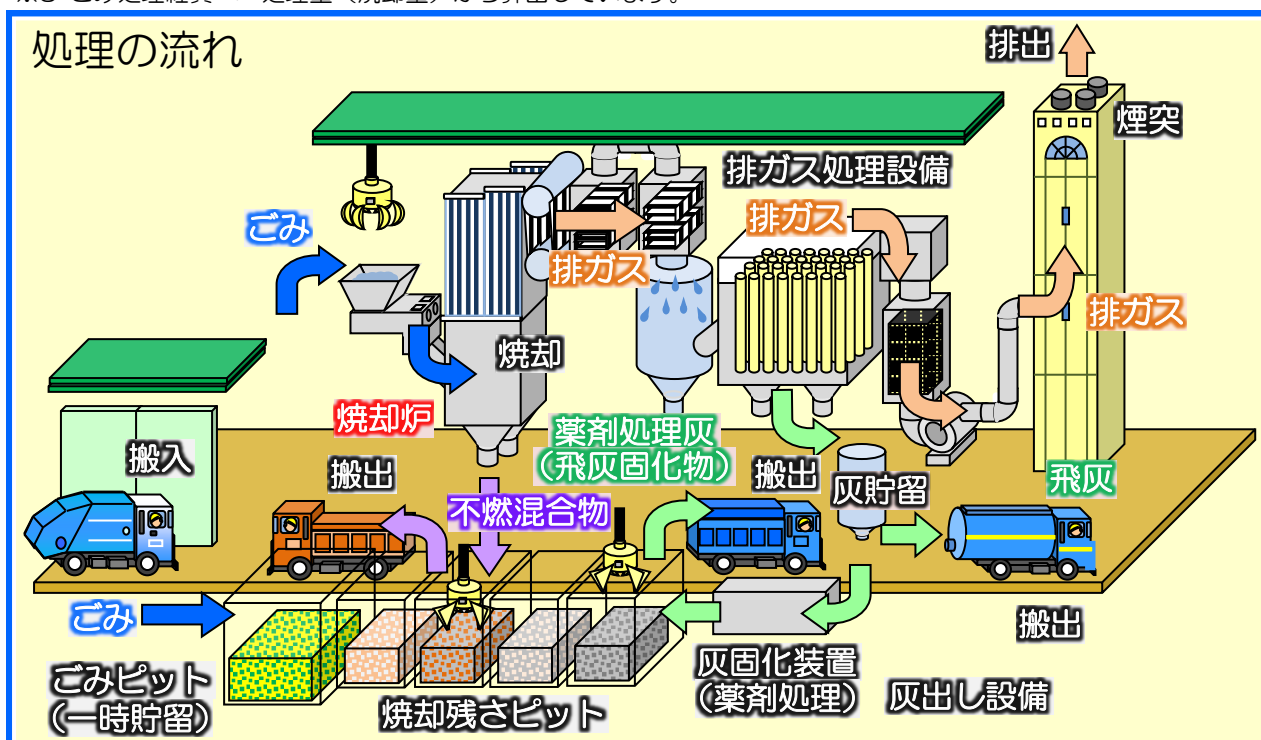 処理の流れ
排出
煙突
排ガス処理設備
ごみ
排ガス
排ガス
排ガス
焼却
焼却炉
搬入
搬出
薬剤処理灰
（飛灰固化物）
搬出
灰貯留
飛灰
不燃混合物
ごみ
搬出
ごみピット
（一時貯留）
焼却残さピット
灰固化装置
（薬剤処理）
灰出し設備